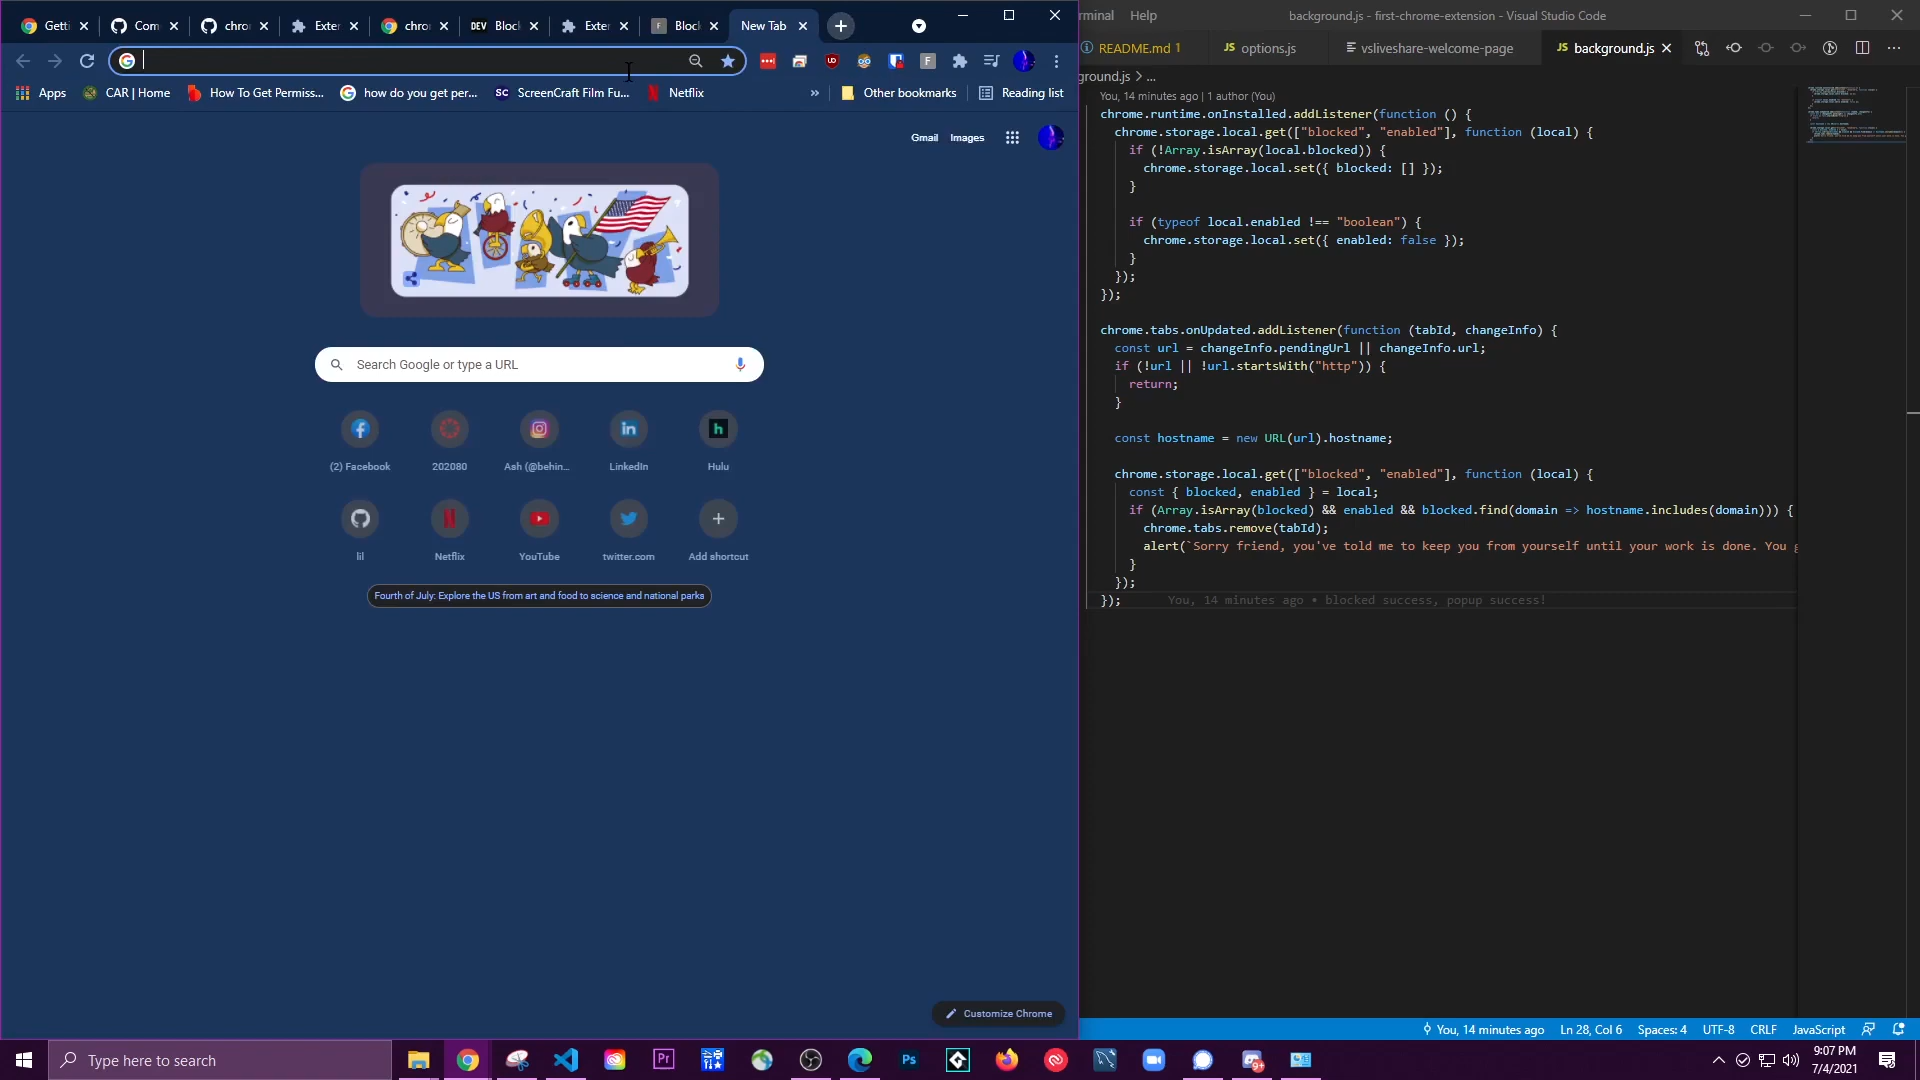 Getti
Com
chro
Exter
chro
DEV Block
Exter
Block
New Tab
Apps
CAR | Home
How To Get Permiss...
how do you get per...
SC ScreenCraft Film Fu...
Netflix
»
Other bookmarks
Reading list
Gmail
Images
Search Google or type a URL
(2) Facebook
202080
Ash (@behin...
LinkedIn
Hulu
lil
Netflix
YouTube
twitter.com
Add shortcut
Fourth of July: Explore the US from art and food to science and national parks
Customize Chrome
rminal Help
background.js - first-chrome-extension - Visual Studio Code
README.md 1
JS options.js
vsliveshare-welcome-page
JS background.js
ground.js > ...
You, 14 minutes ago | 1 author (You)
chrome.runtime.onInstalled.addListener(function () {
chrome.storage.local.get(["blocked", "enabled"], function (local) {
if (!Array.isArray(local.blocked)) {
chrome.storage.local.set({ blocked: [] });
}
if (typeof local.enabled !== "boolean") {
chrome.storage.local.set({ enabled: false });
}
});
});
chrome.tabs.onUpdated.addListener(function (tabId, changeInfo) {
const url = changeInfo.pendingUrl || changeInfo.url;
if (!url || !url.startsWith("http")) {
return;
}
const hostname = new URL(url).hostname;
chrome.storage.local.get(["blocked", "enabled"], function (local) {
const { blocked, enabled } = local;
if (Array.isArray(blocked) && enabled && blocked.find(domain => hostname.includes(domain))) {
chrome.tabs.remove(tabId);
alert(`Sorry friend, you've told me to keep you from yourself until your work is done. You g
}
});
}); You, 14 minutes ago • blocked success, popup success!
You, 14 minutes ago
Ln 28, Col 6
Spaces: 4
UTF-8
CRLF
JavaScript
Type here to search
Pr
Ps
9+
9:07 PM
7/4/2021